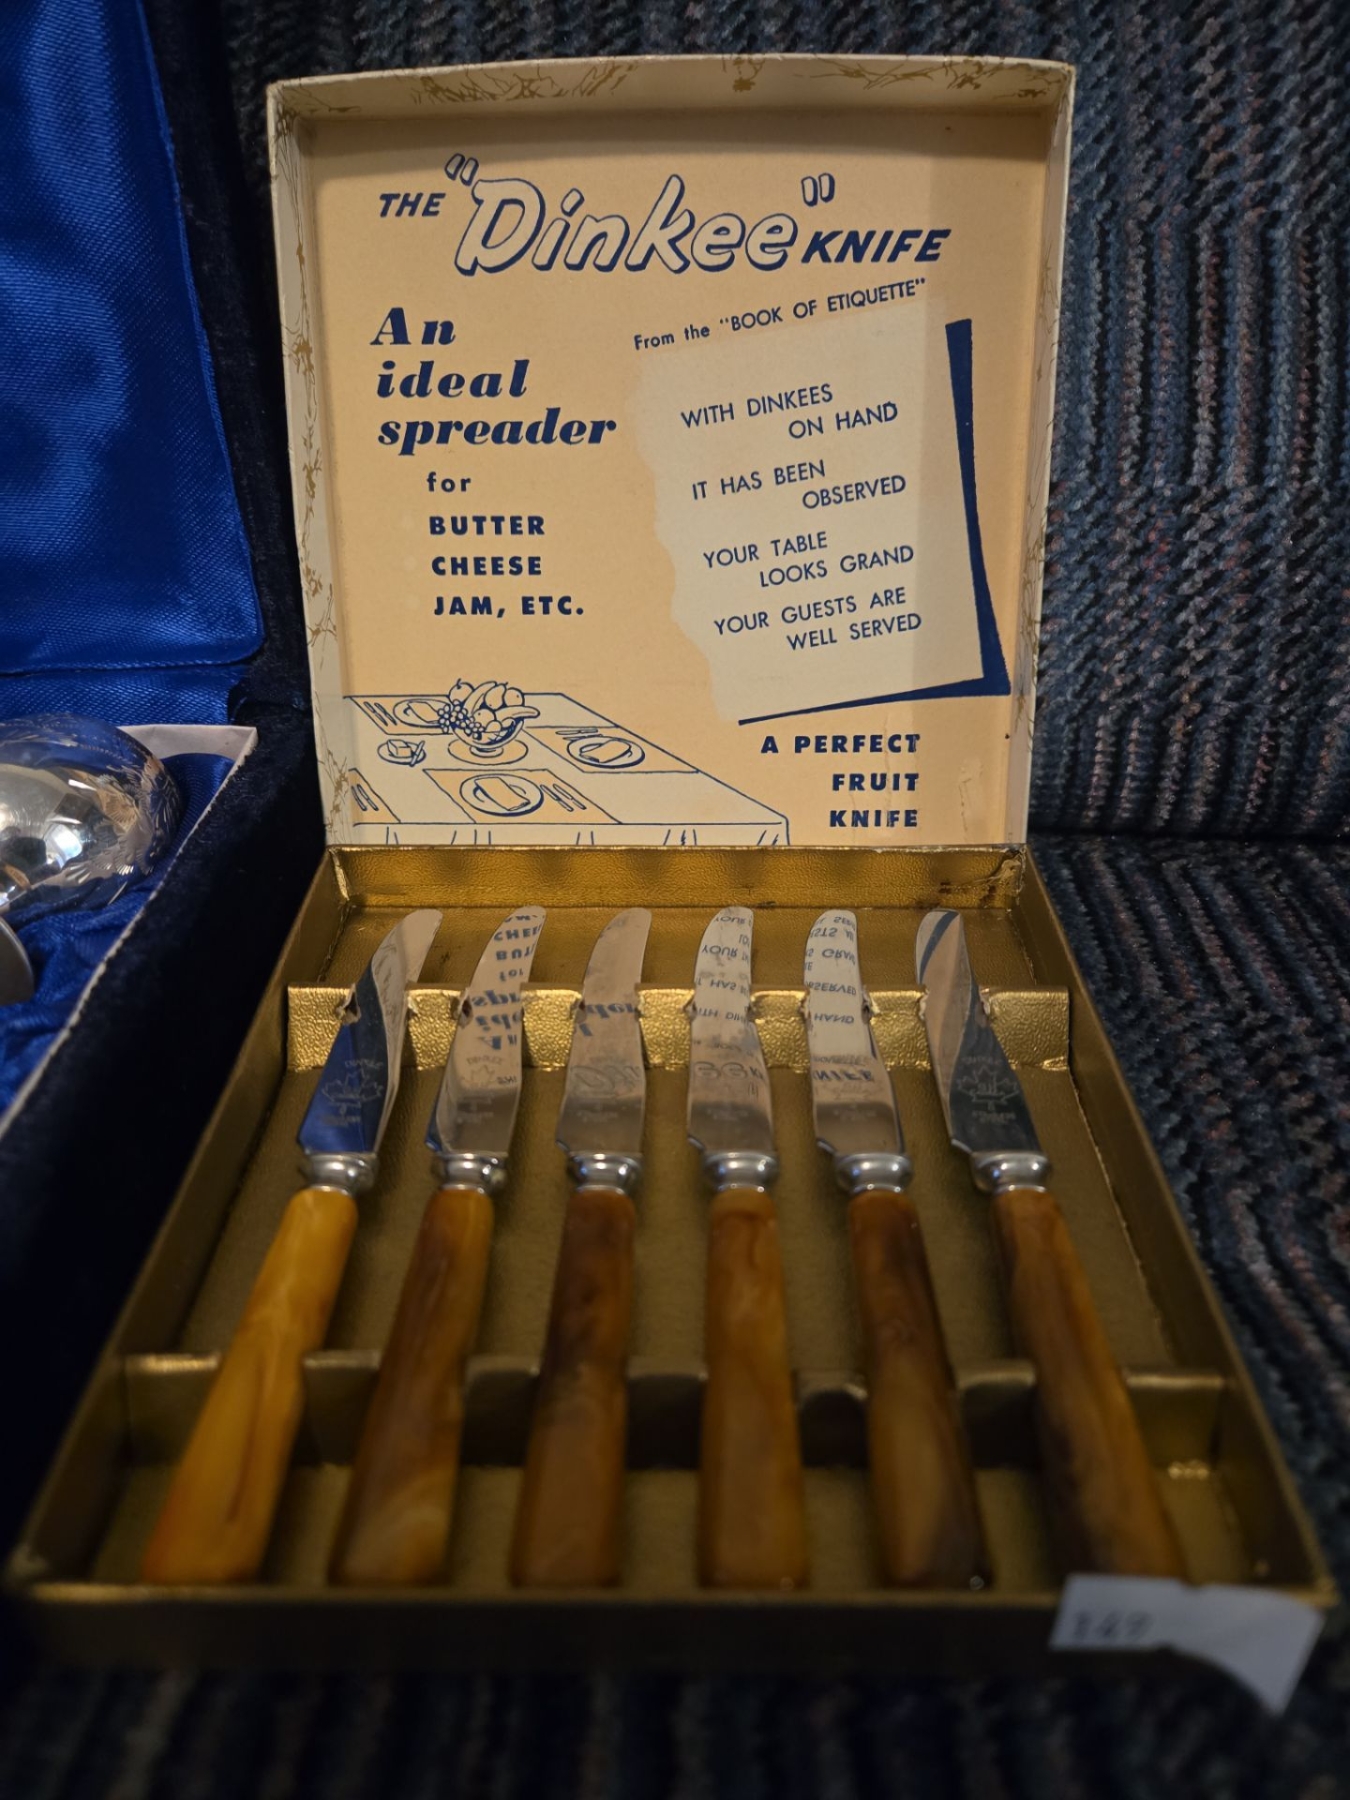 THE "Dinkee" KNIFE
An
ideal
spreader
for
BUTTER
CHEESE
JAM, ETC.
From the "BOOK OF ETIQUETTE"
WITH DINKEES
ON HAND
IT HAS BEEN
OBSERVED
YOUR TABLE
LOOKS GRAND
YOUR GUESTS ARE
WELL SERVED
A PERFECT
FRUIT
KNIFE